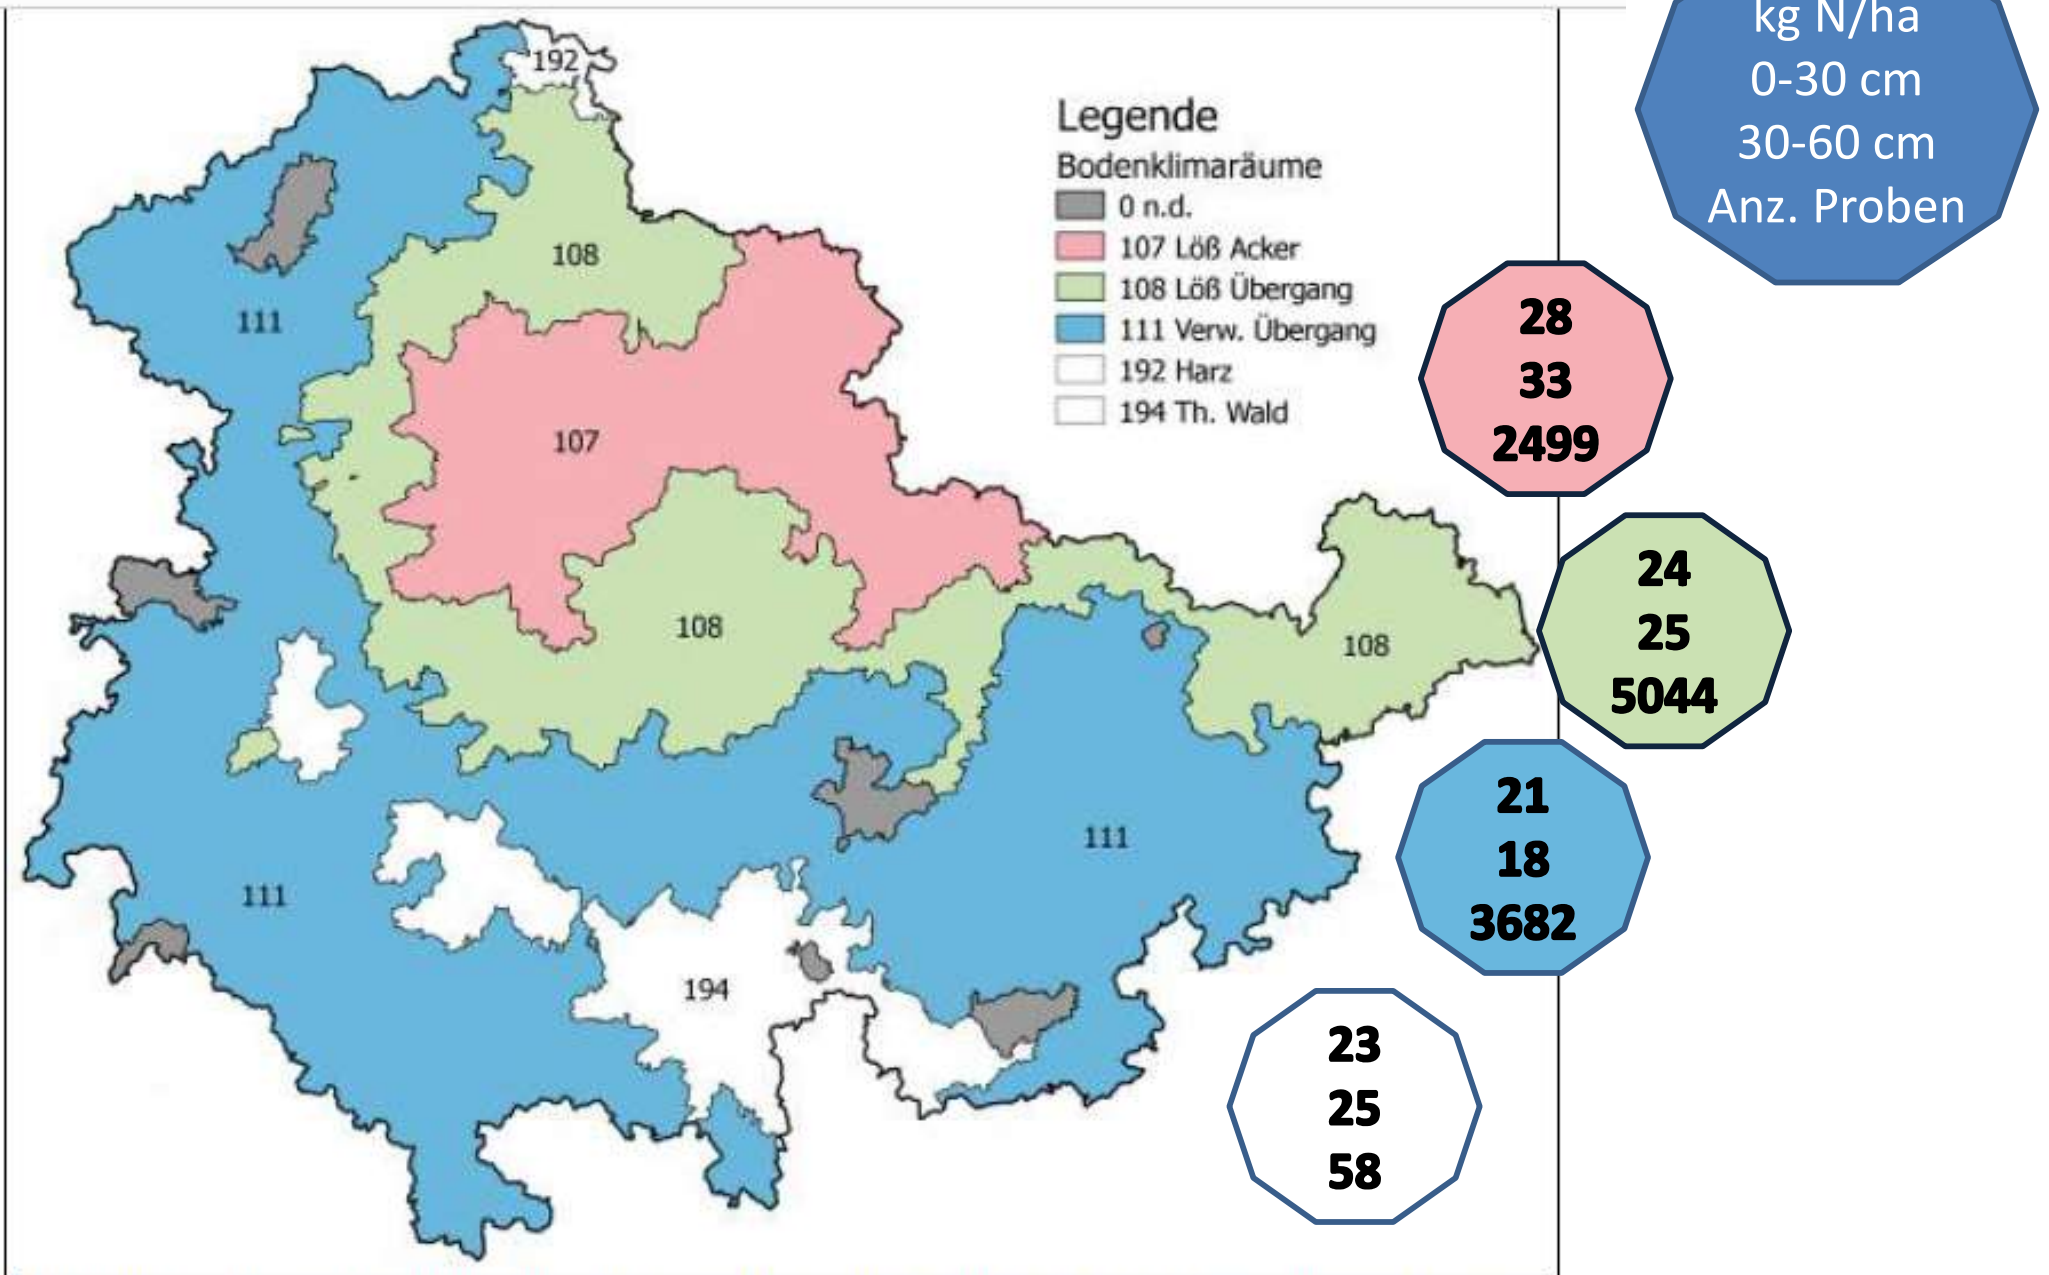 192
108
111
107
108
108
111
111
194
Legende
Bodenklimaräume
0 n.d.
107 Löß Acker
108 Löß Übergang
111 Verw. Übergang
192 Harz
194 Th. Wald
kg N/ha
0-30 cm
30-60 cm
Anz. Proben
28
33
2499
24
25
5044
21
18
3682
23
25
58